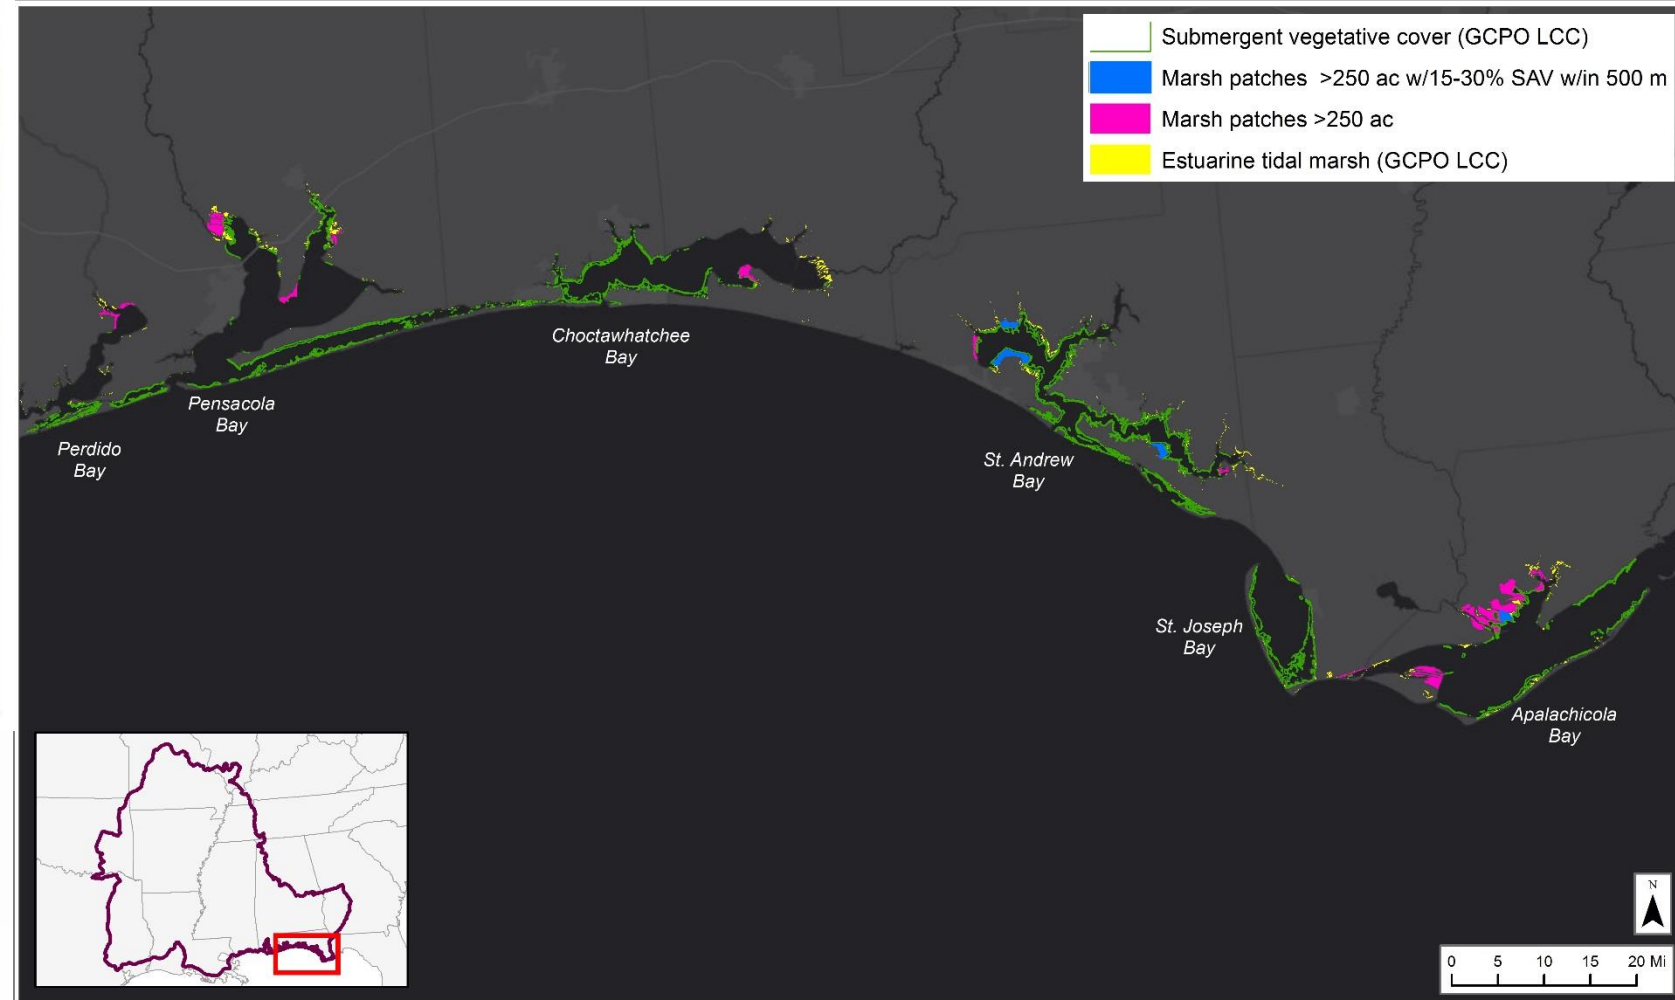 Submergent vegetative cover (GCPO LCC)
Marsh patches  >250 ac w/15-30% SAV w/in 500 m
Marsh patches >250 ac
Estuarine tidal marsh (GCPO LCC)
Choctawhatchee
Bay
Pensacola
Bay
Perdido
Bay
St. Andrew
Bay
St. Joseph
Bay
Apalachicola
Bay
N
0 5 10 15 20 Mi